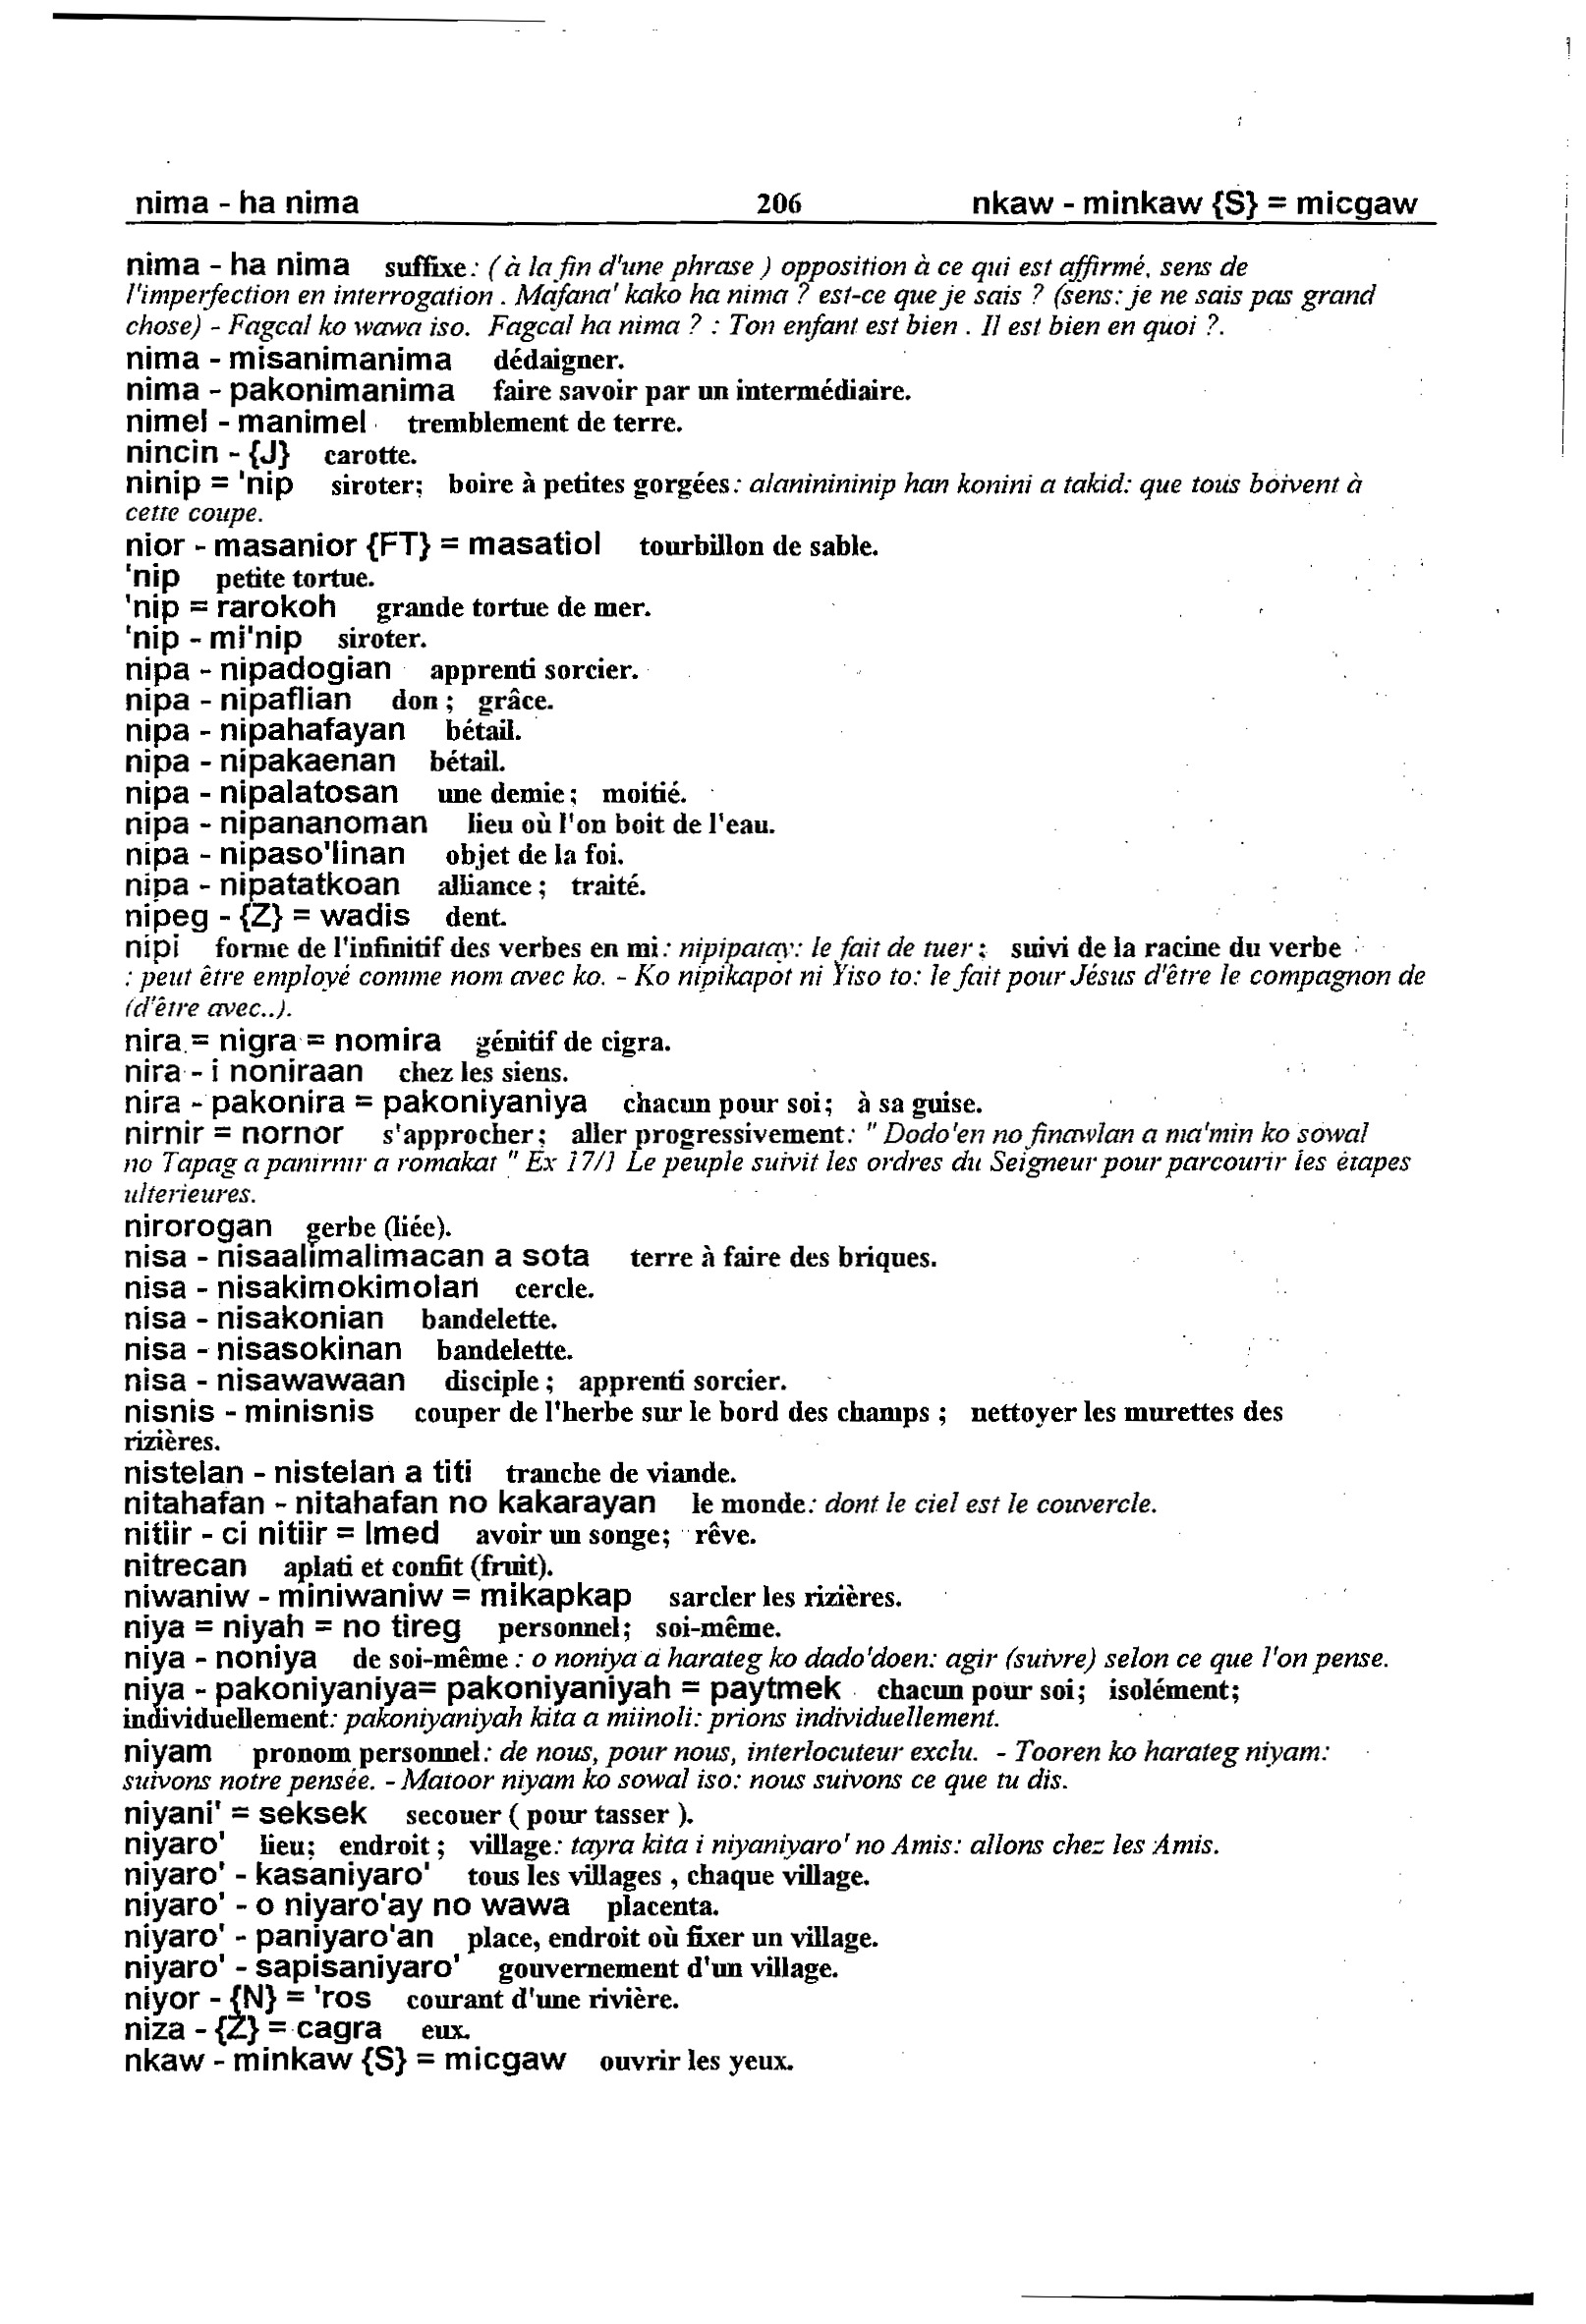 nima - ha nima 206 nkaw - minkaw {S} = micgaw
nima - ha nima suffixe: ( à la fin d'une phrase ) opposition à ce qui est affirmé, sens de
l'imperfection en interrogation . Mafana' kako ha nima ? est-ce que je sais ? (sens: je ne sais pas grand
chose) - Fagcal ko wawa iso. Fagcal ha nima ? : Ton enfant est bien . Il est bien en quoi ?.
nima - misanimanima dédaigner.
nima - pakonimanima faire savoir par un intermédiaire.
nimel - manimel tremblement de terre.
nincin - {J} carotte.
ninip = 'nip siroter; boire à petites gorgées: alaninininip han konini a takid: que tous boivent à
cette coupe.
nior - masanior {FT} = masatiol tourbillon de sable.
'nip petite tortue.
'nip = rarokoh grande tortue de mer.
'nip - mi'nip siroter.
nipa - nipadogian apprenti sorcier.
nipa - nipaflian don ; grâce.
nipa - nipahafayan bétail.
nipa - nipakaenan bétail.
nipa - nipalatosan une demie ; moitié.
nipa - nipananoman lieu où l'on boit de l'eau.
nipa - nipaso'linan objet de la foi.
nipa - nipatatkoan alliance ; traité.
nipeg - {Z} = wadis dent.
nipi forme de l'infinitif des verbes en mi: nipipatay: le fait de tuer ; suivi de la racine du verbe
: peut être employé comme nom avec ko. - Ko nipikapot ni Yiso to: le fait pour Jésus d'être le compagnon de
(d'être avec..).
nira = nigra = nomira génitif de cigra.
nira - i noniraan chez les siens.
nira - pakonira = pakoniyaniya chacun pour soi; à sa guise.
nirnir = nornor s'approcher; aller progressivement: " Dodo'en no finawlan a ma'min ko sowal
no Tapag a panirnir a romakat " Ex 17/1 Le peuple suivit les ordres du Seigneur pour parcourir les étapes
ulterieures.
nirorogan gerbe (liée).
nisa - nisaalimalimacan a sota terre à faire des briques.
nisa - nisakimokimolan cercle.
nisa - nisakonian bandelette.
nisa - nisasokinan bandelette.
nisa - nisawawaan disciple ; apprenti sorcier.
nisnis - minisnis couper de l'herbe sur le bord des champs ; nettoyer les murettes des
rizières.
nistelan - nistelan a titi tranche de viande.
nitahafan - nitahafan no kakarayan le monde: dont le ciel est le couvercle.
nitiir - ci nitiir = lmed avoir un songe; rêve.
nitrecan aplati et confit (fruit).
niwaniw - miniwaniw = mikapkap sarcler les rizières.
niya = niyah = no tireg personnel; soi-même.
niya - noniya de soi-même : o noniya a harateg ko dado'doen: agir (suivre) selon ce que l'on pense.
niya - pakoniyaniya= pakoniyaniyah = paytmek chacun pour soi; isolément;
individuellement: pakoniyaniyah kita a miinoli: prions individuellement.
niyam pronom personnel: de nous, pour nous, interlocuteur exclu. - Tooren ko harateg niyam:
suivons notre pensée. - Matoor niyam ko sowal iso: nous suivons ce que tu dis.
niyani' = seksek secouer ( pour tasser ).
niyaro' lieu; endroit ; village: tayra kita i niyaniyaro' no Amis: allons chez les Amis.
niyaro' - kasaniyaro' tous les villages , chaque village.
niyaro' - o niyaro'ay no wawa placenta.
niyaro' - paniyaro'an place, endroit où fixer un village.
niyaro' - sapisaniyaro' gouvernement d'un village.
niyor - {N} = 'ros courant d'une rivière.
niza - {Z} = cagra eux.
nkaw - minkaw {S} = micgaw ouvrir les yeux.